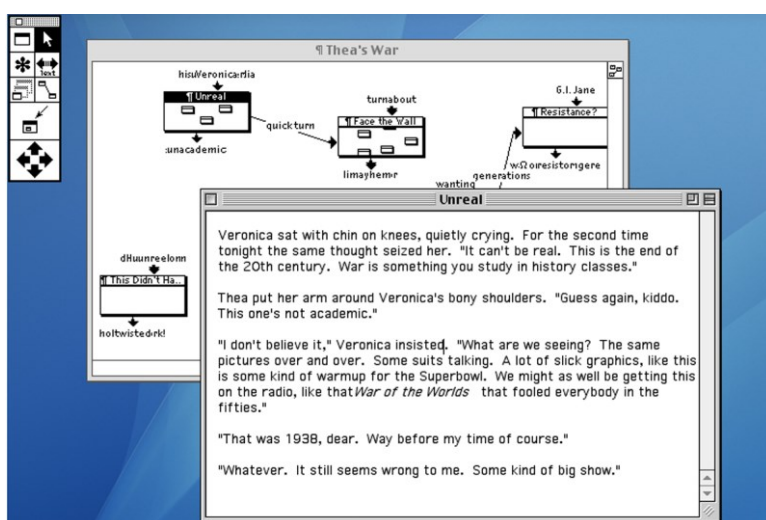 Text
¶ Thea's War
¶ Unreal
:unacademic
quickturn
turnabout
¶ Face the Wall
G.I. Jane
¶ Resistance?
generations
wanting
¶ This Didn't Ha..
Unreal
Veronica sat with chin on knees, quietly crying. For the second time
tonight the same thought seized her. "It can't be real. This is the end of
the 20th century. War is something you study in history classes."
Thea put her arm around Veronica's bony shoulders. "Guess again, kiddo.
This one's not academic."
"I don't believe it," Veronica insisted. "What are we seeing? The same
pictures over and over. Some suits talking. A lot of slick graphics, like this
is some kind of warmup for the Superbowl. We might as well be getting this
on the radio, like that War of the Worlds that fooled everybody in the
fifties."
"That was 1938, dear. Way before my time of course."
"Whatever. It still seems wrong to me. Some kind of big show."